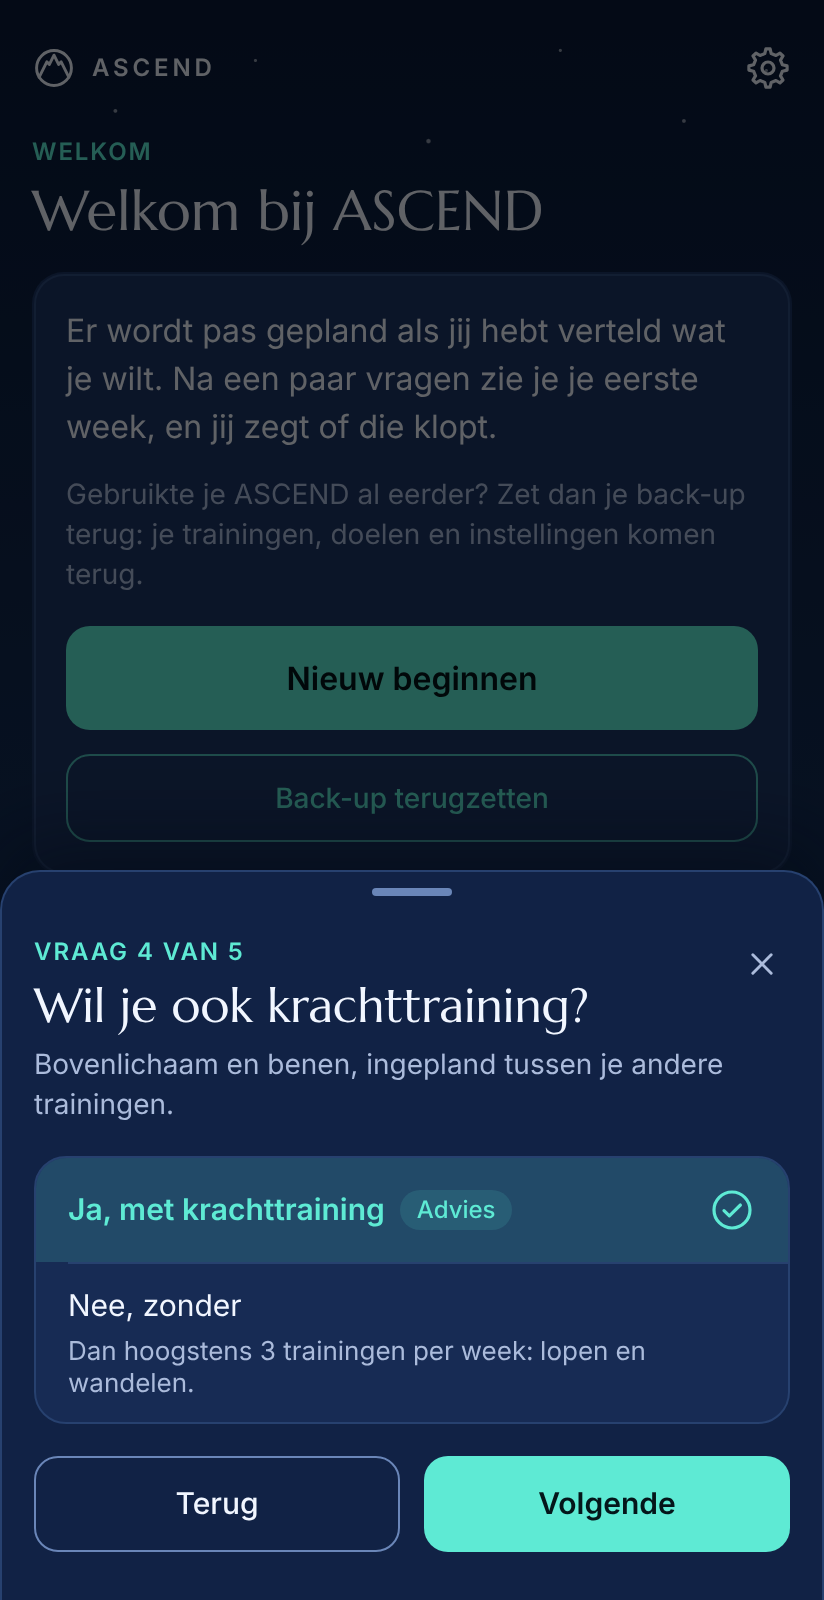 ASCEND
WELKOM
Welkom bij ASCEND
Er wordt pas gepland als jij hebt verteld wat
je wilt. Na een paar vragen zie je je eerste
week, en jij zegt of die klopt.
Gebruikte je ASCEND al eerder? Zet dan je back-up
terug: je trainingen, doelen en instellingen komen
terug.
Nieuw beginnen
Back-up terugzetten
VRAAG 4 VAN 5
Wil je ook krachttraining?
Bovenlichaam en benen, ingepland tussen je andere
trainingen.
Ja, met krachttraining Advies
Nee, zonder
Dan hoogstens 3 trainingen per week: lopen en
wandelen.
Terug Volgende